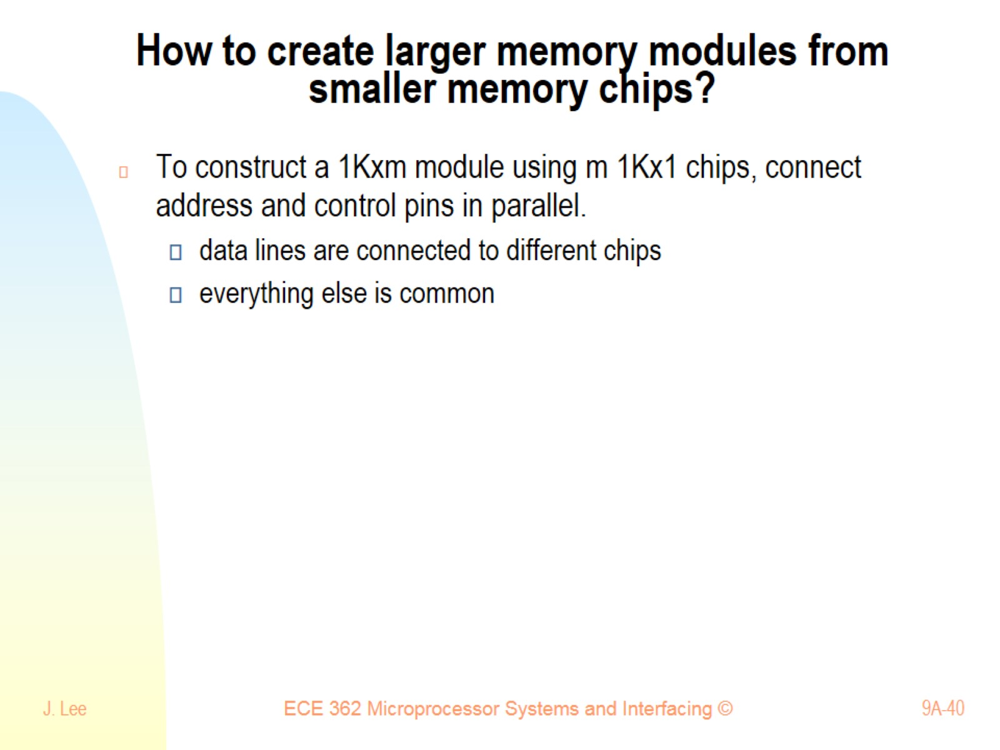 How to create larger memory modules from
smaller memory chips?
To construct a 1Kxm module using m 1Kx1 chips, connect
address and control pins in parallel.
data lines are connected to different chips
everything else is common
J. Lee
ECE 362 Microprocessor Systems and Interfacing ©
9A-40